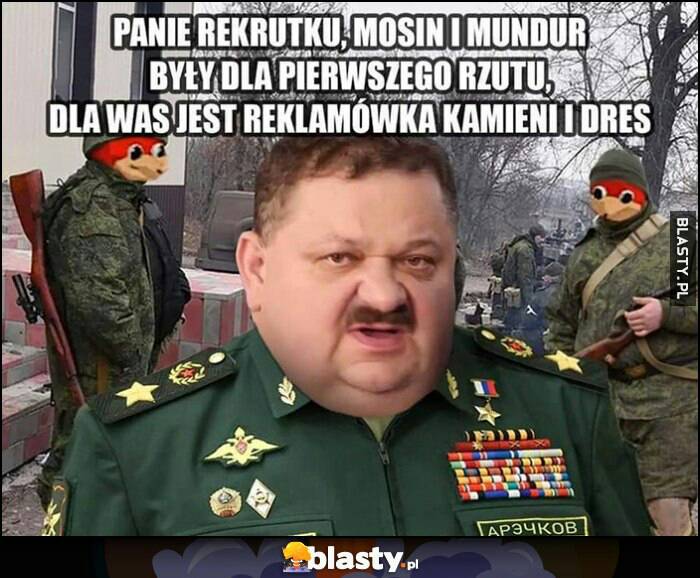 PANIE REKRUTKU, MOSIN I MUNDUR
BYŁY DLA PIERWSZEGO RZUTU,
DLA WAS JEST REKLAMÓWKA KAMIENI I DRES
BLASTY.PL
АРЭЧКОВ
blasty.pl